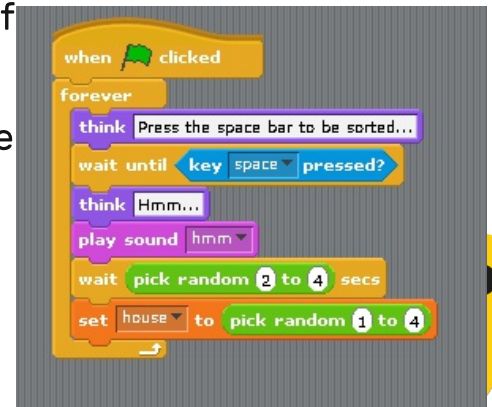 f
e
when clicked
forever
think Press the space bar to be sorted...
wait until key space pressed?
think Hmm...
play sound hmm
wait pick random 2 to 4 secs
set house to pick random 1 to 4